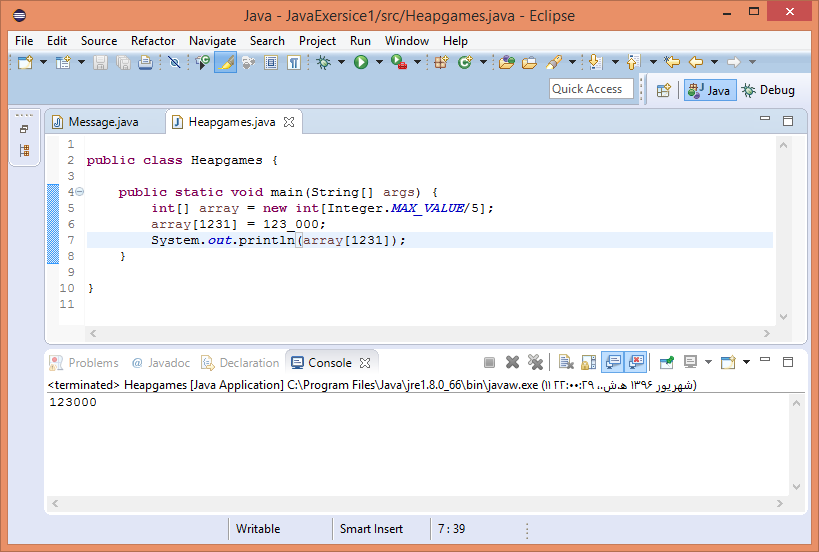 Java - JavaExersice1/src/Heapgames.java - Eclipse
File Edit Source Refactor Navigate Search Project Run Window Help
Quick Access Java Debug
Message.java Heapgames.java
1
2 public class Heapgames {
3
4 public static void main(String[] args) {
5 int[] array = new int[Integer.MAX_VALUE/5];
6 array[1231] = 123_000;
7 System.out.println(array[1231]);
8 }
9
10 }
11
Problems @ Javadoc Declaration Console
<terminated> Heapgames [Java Application] C:\Program Files\Java\jre1.8.0_66\bin\javaw.exe (۱۱ شهریور ۱۳۹۶ ه‍.ش.،‏ ۲۲:۰۰:۲۹)
123000
Writable Smart Insert 7 : 39